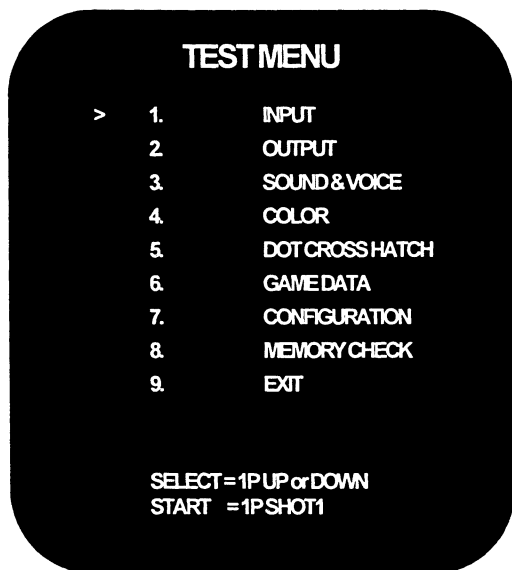 TEST MENU
> 1. INPUT
2. OUTPUT
3. SOUND & VOICE
4. COLOR
5. DOT CROSS HATCH
6. GAME DATA
7. CONFIGURATION
8. MEMORY CHECK
9. EXIT
SELECT = 1P UP or DOWN
START = 1P SHOT1